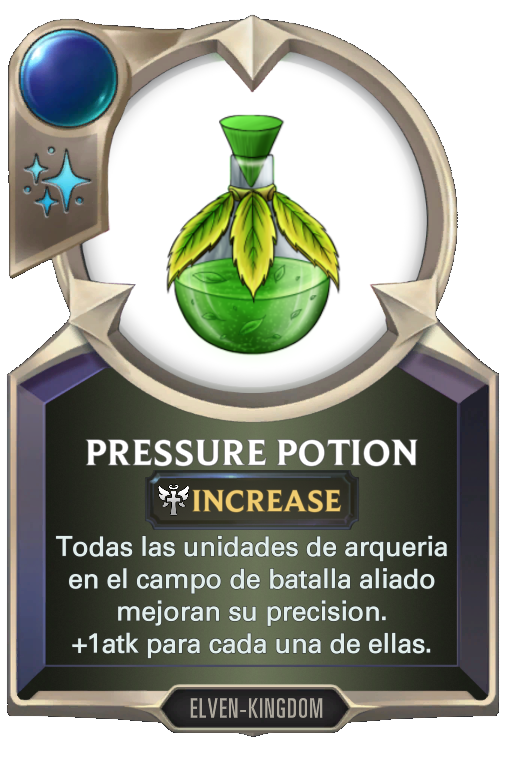 PRESSURE POTION
INCREASE
Todas las unidades de arqueria
en el campo de batalla aliado
mejoran su precision.
+1atk para cada una de ellas.
ELVEN-KINGDOM